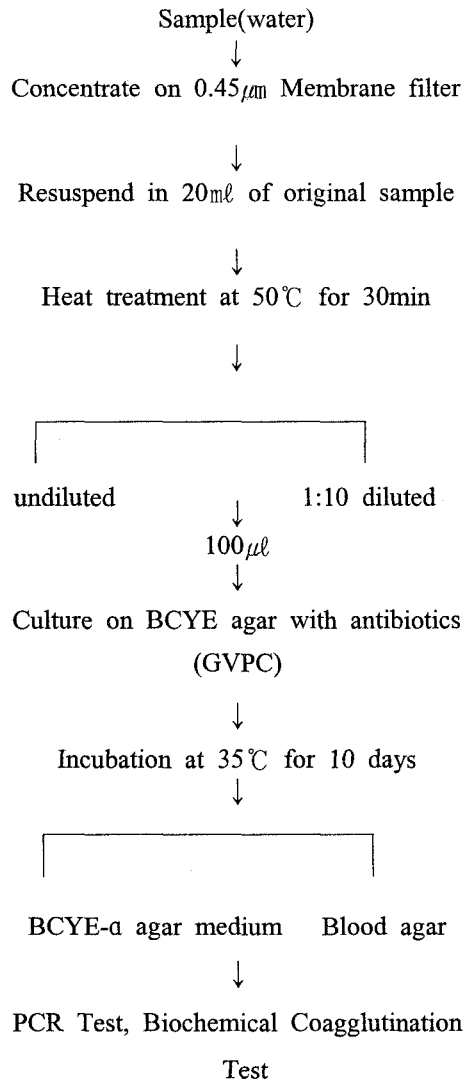 Sample(water)
↓
Concentrate on 0.45㎛ Membrane filter
↓
Resuspend in 20㎖ of original sample
↓
Heat treatment at 50℃ for 30min
↓
undiluted 1:10 diluted
↓
100㎕
↓
Culture on BCYE agar with antibiotics
(GVPC)
↓
Incubation at 35℃ for 10 days
↓
BCYE-α agar medium Blood agar
↓
PCR Test, Biochemical Coagglutination
Test